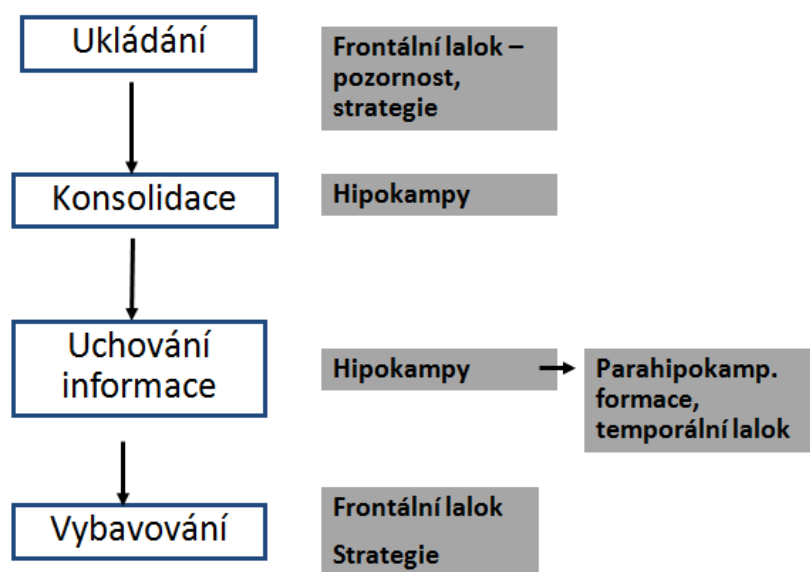 Ukládání
Frontální lalok –
pozornost,
strategie
Konsolidace
Hipokampy
Uchování
informace
Hipokampy
Parahipokamp.
formace,
temporální lalok
Vybavování
Frontální lalok
Strategie